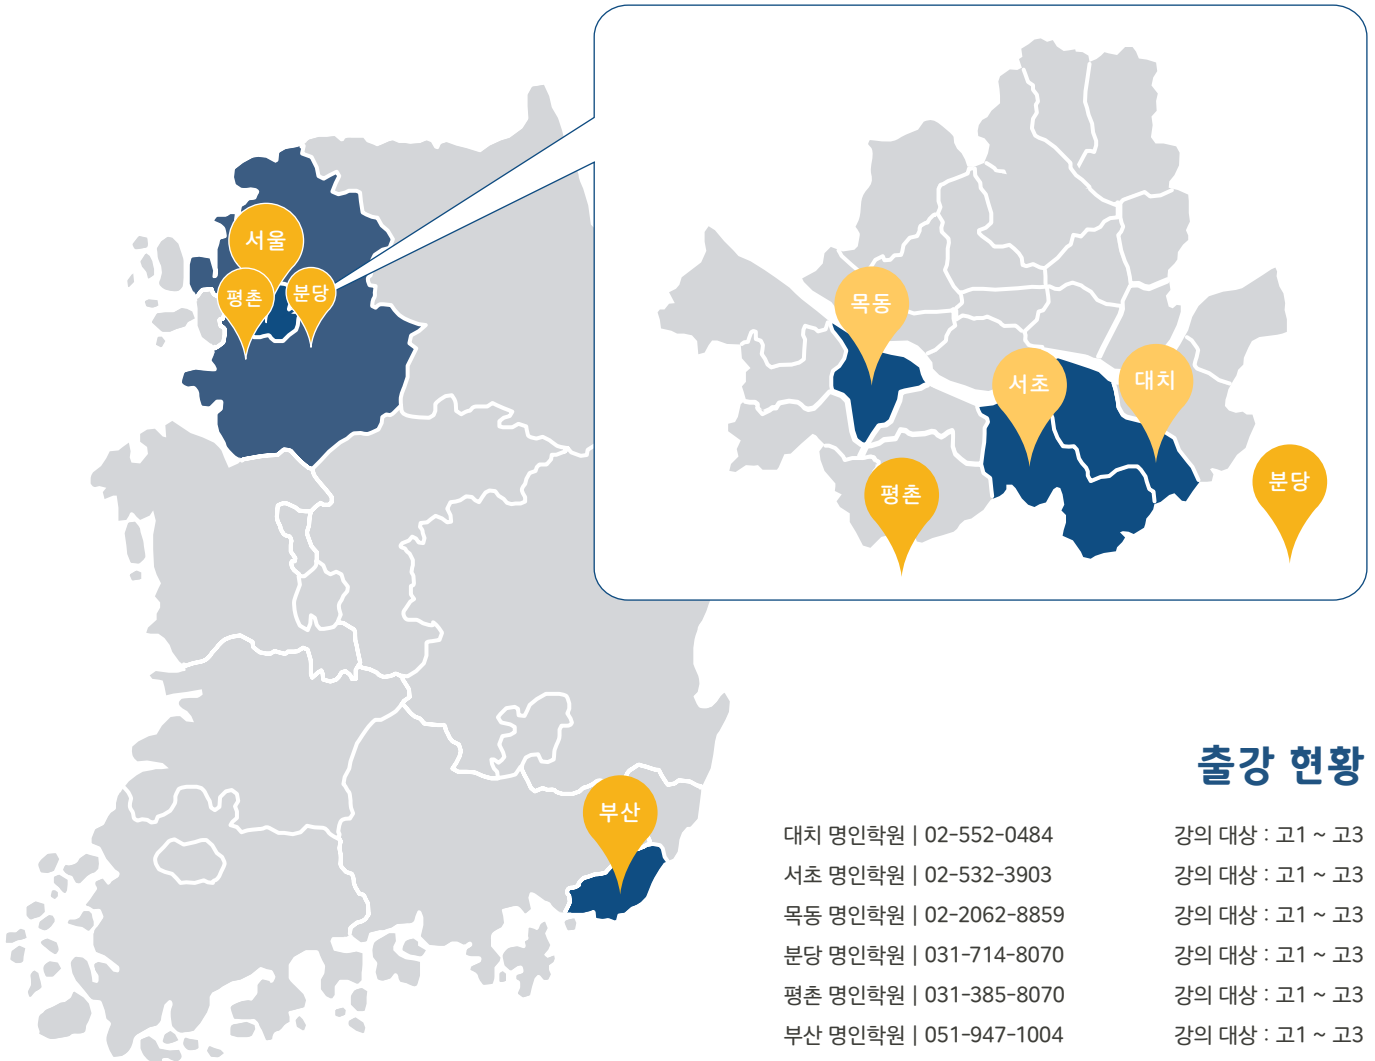 서울
평촌
분당
목동
서초
대치
평촌
분당
부산
출강 현황
대치 명인학원 | 02-552-0484 강의 대상 : 고1 ~ 고3
서초 명인학원 | 02-532-3903 강의 대상 : 고1 ~ 고3
목동 명인학원 | 02-2062-8859 강의 대상 : 고1 ~ 고3
분당 명인학원 | 031-714-8070 강의 대상 : 고1 ~ 고3
평촌 명인학원 | 031-385-8070 강의 대상 : 고1 ~ 고3
부산 명인학원 | 051-947-1004 강의 대상 : 고1 ~ 고3